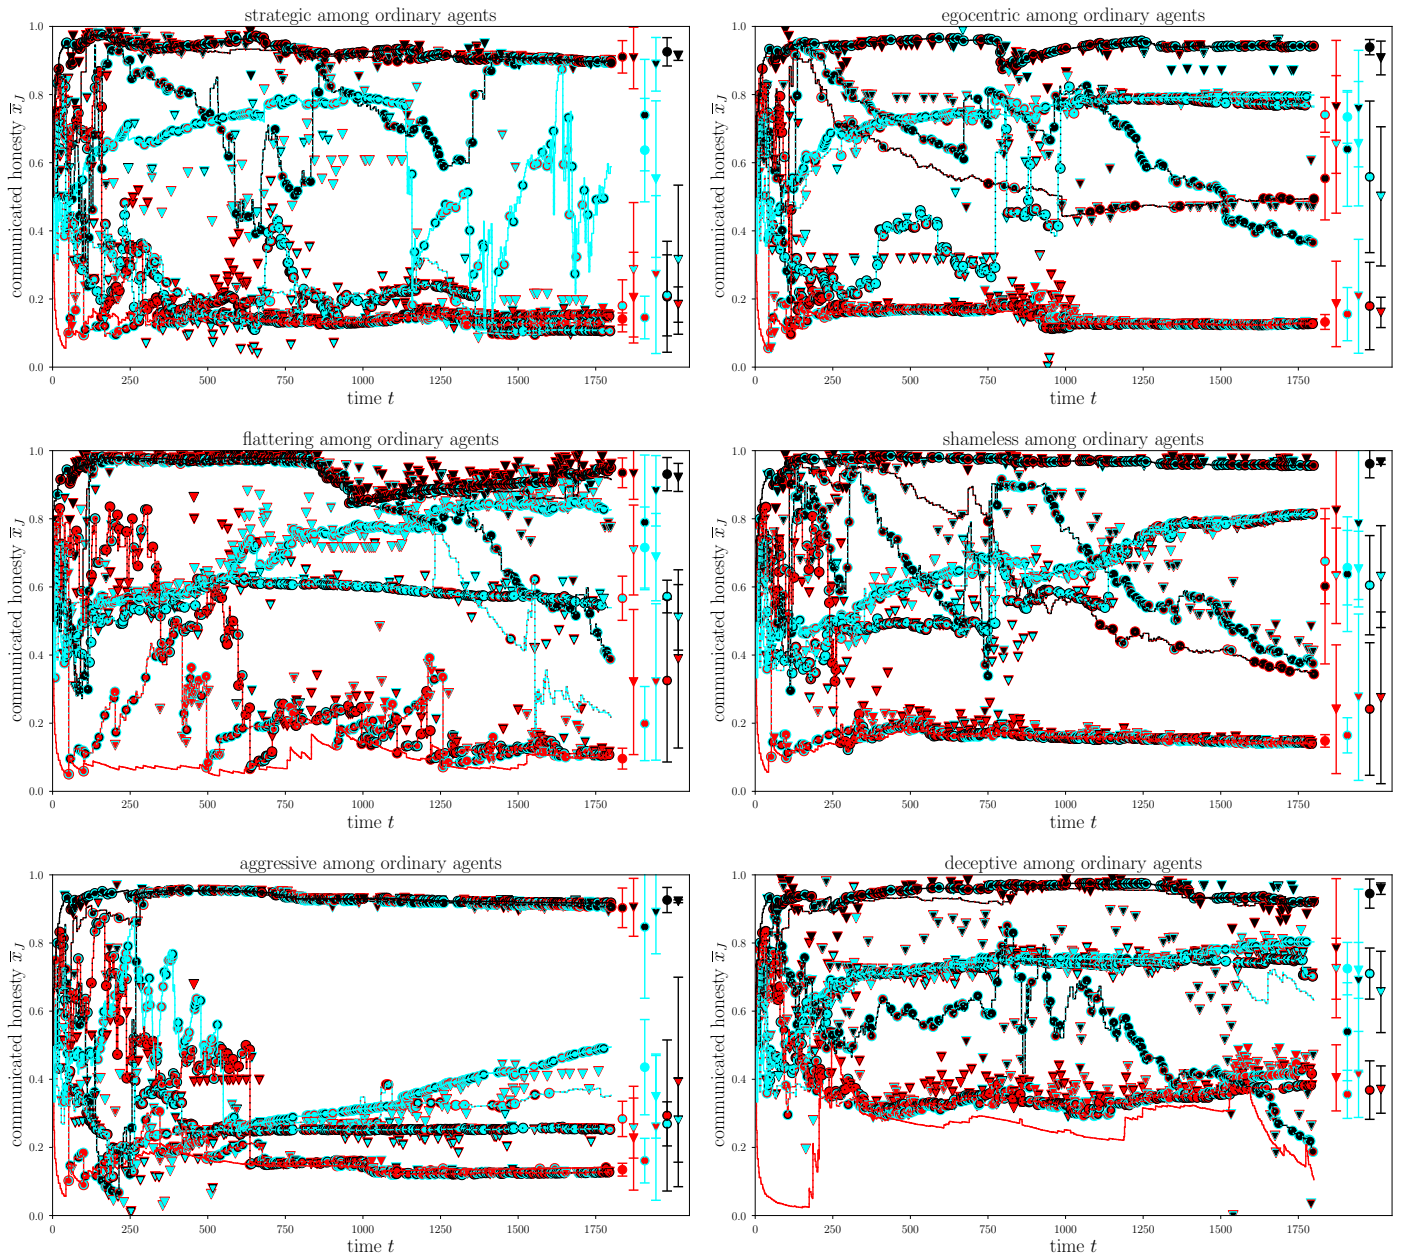 strategic among ordinary agents
egocentric among ordinary agents
communicated honesty x̅_J
1.0
0.8
0.6
0.4
0.2
0.0
0 250 500 750 1000 1250 1500 1750
time t
communicated honesty x̅_J
1.0
0.8
0.6
0.4
0.2
0.0
0 250 500 750 1000 1250 1500 1750
time t
flattering among ordinary agents
shameless among ordinary agents
communicated honesty x̅_J
1.0
0.8
0.6
0.4
0.2
0.0
0 250 500 750 1000 1250 1500 1750
time t
communicated honesty x̅_J
1.0
0.8
0.6
0.4
0.2
0.0
0 250 500 750 1000 1250 1500 1750
time t
aggressive among ordinary agents
deceptive among ordinary agents
communicated honesty x̅_J
1.0
0.8
0.6
0.4
0.2
0.0
0 250 500 750 1000 1250 1500 1750
time t
communicated honesty x̅_J
1.0
0.8
0.6
0.4
0.2
0.0
0 250 500 750 1000 1250 1500 1750
time t